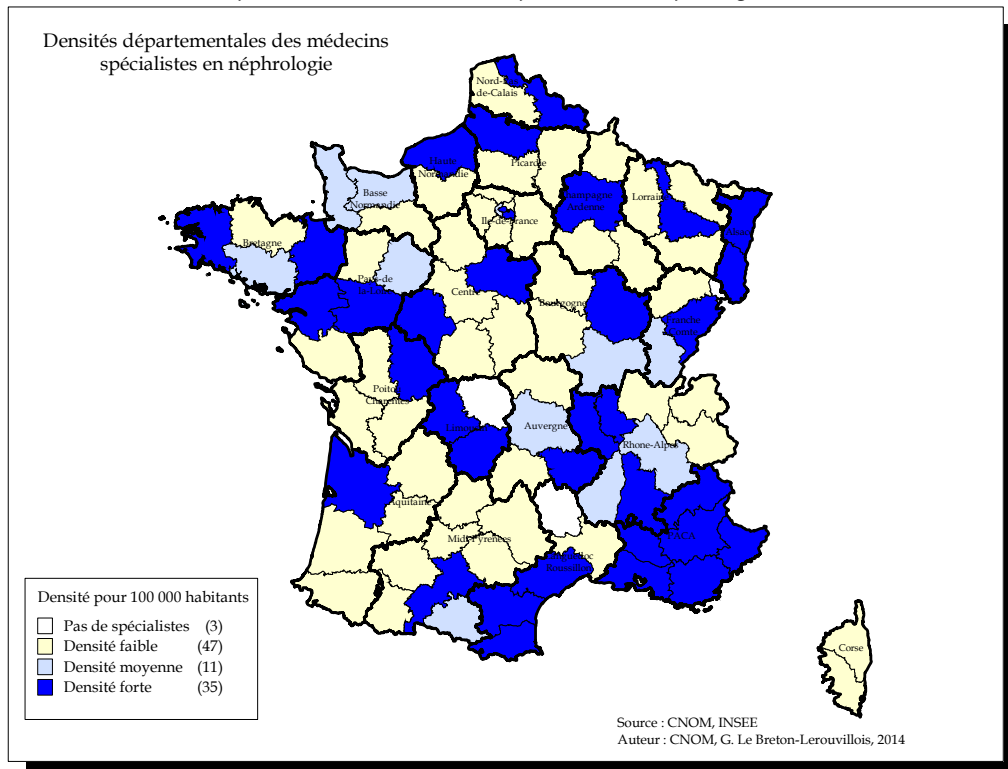 Densités départementales des médecins
spécialistes en néphrologie
Nord-Pas-
de-Calais
Haute
Normandie
Picardie
Basse
Normandie
Ile-de-France
Champagne
Ardenne
Lorraine
Alsace
Bretagne
Pays-de
la-Loire
Centre
Bourgogne
Franche
Comté
Poitou
Charentes
Limousin
Auvergne
Rhone-Alpes
Aquitaine
Midi-Pyrénées
Languedoc
Roussillon
PACA
Corse
Densité pour 100 000 habitants
Pas de spécialistes (3)
Densité faible (47)
Densité moyenne (11)
Densité forte (35)
Source : CNOM, INSEE
Auteur : CNOM, G. Le Breton-Lerouvillois, 2014